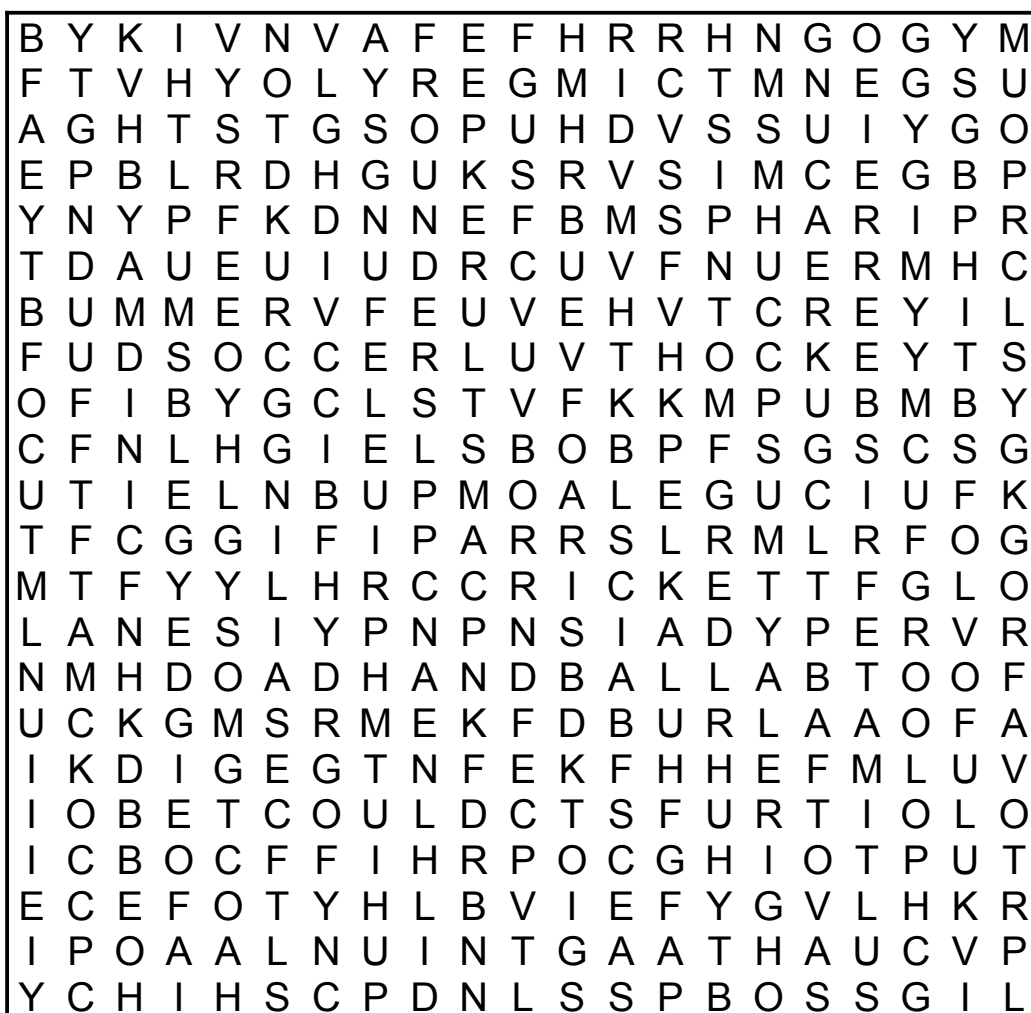 B Y K I V N V A F E F H R R H N G O G Y M
F T V H Y O L Y R E G M I C T M N E G S U
A G H T S T G S O P U H D V S S U I Y G O
E P B L R D H G U K S R V S I M C E G B P
Y N Y P F K D N N E F B M S P H A R I P R
T D A U E U I U D R C U V F N U E R M H C
B U M M E R V F E U V E H V T C R E Y I L
F U D S O C C E R L U V T H O C K E Y T S
O F I B Y G C L S T V F K K M P U B M B Y
C F N L H G I E L S B O B P F S G S C S G
U T I E L N B U P M O A L E G U C I U F K
T F C G G I F I P A R R S L R M L R F O G
M T F Y Y L H R C C R I C K E T T F G L O
L A N E S I Y P N P N S I A D Y P E R V R
N M H D O A D H A N D B A L L A B T O O F
U C K G M S R M E K F D B U R L A A O F A
I K D I G E G T N F E K F H H E F M L U V
I O B E T C O U L D C T S F U R T I O L O
I C B O C F F I H R P O C G H I O T P U T
E C E F O T Y H L B V I E F Y G V L H K R
I P O A A L N U I N T G A A T H A U C V P
Y C H I H S C P D N L S S P B O S S G I L